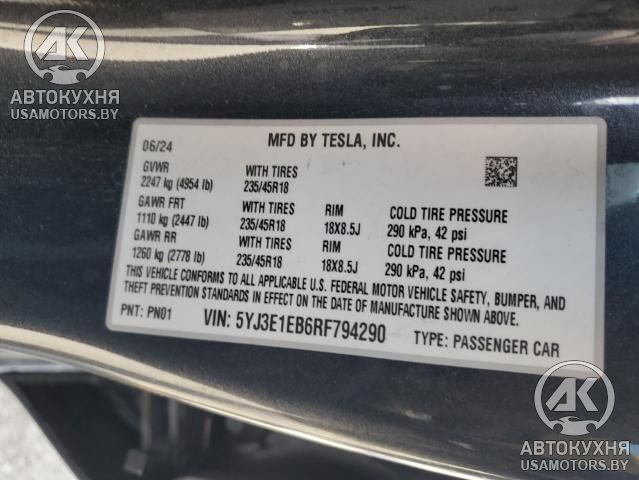 АК
АВТОКУХНЯ
USAMOTORS.BY
06/24 MFD BY TESLA, INC.
GVWR WITH TIRES
2247 kg (4954 lb) 235/45R18
GAWR FRT WITH TIRES RIM COLD TIRE PRESSURE
1110 kg (2447 lb) 235/45R18 18X8.5J 290 kPa, 42 psi
GAWR RR WITH TIRES RIM COLD TIRE PRESSURE
1260 kg (2778 lb) 235/45R18 18X8.5J 290 kPa, 42 psi
THIS VEHICLE CONFORMS TO ALL APPLICABLE U.S. FEDERAL MOTOR VEHICLE SAFETY, BUMPER, AND
THEFT PREVENTION STANDARDS IN EFFECT ON THE DATE OF MANUFACTURE SHOWN ABOVE.
PNT: PN01 VIN: 5YJ3E1EB6RF794290 TYPE: PASSENGER CAR
АК
АВТОКУХНЯ
USAMOTORS.BY